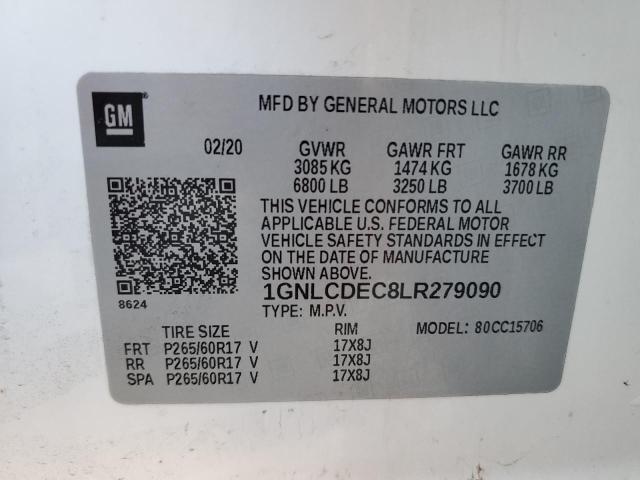 GM
MFD BY GENERAL MOTORS LLC
02/20 GVWR GAWR FRT GAWR RR
3085 KG 1474 KG 1678 KG
6800 LB 3250 LB 3700 LB
THIS VEHICLE CONFORMS TO ALL
APPLICABLE U.S. FEDERAL MOTOR
VEHICLE SAFETY STANDARDS IN EFFECT
ON THE DATE OF MANUFACTURE
SHOWN ABOVE.
8624
1GNLCDEC8LR279090
TYPE: M.P.V.
TIRE SIZE RIM MODEL: 80CC15706
FRT P265/60R17 V 17X8J
RR P265/60R17 V 17X8J
SPA P265/60R17 V 17X8J